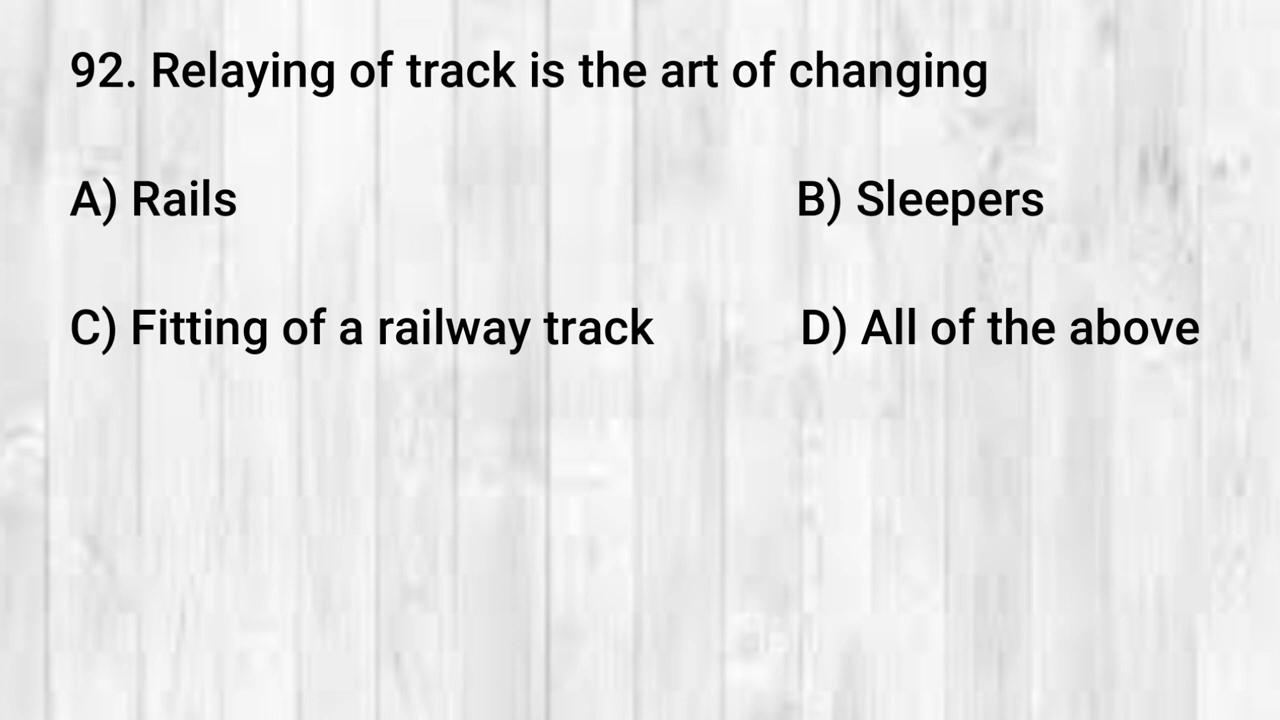 92. Relaying of track is the art of changing
A) Rails B) Sleepers
C) Fitting of a railway track D) All of the above